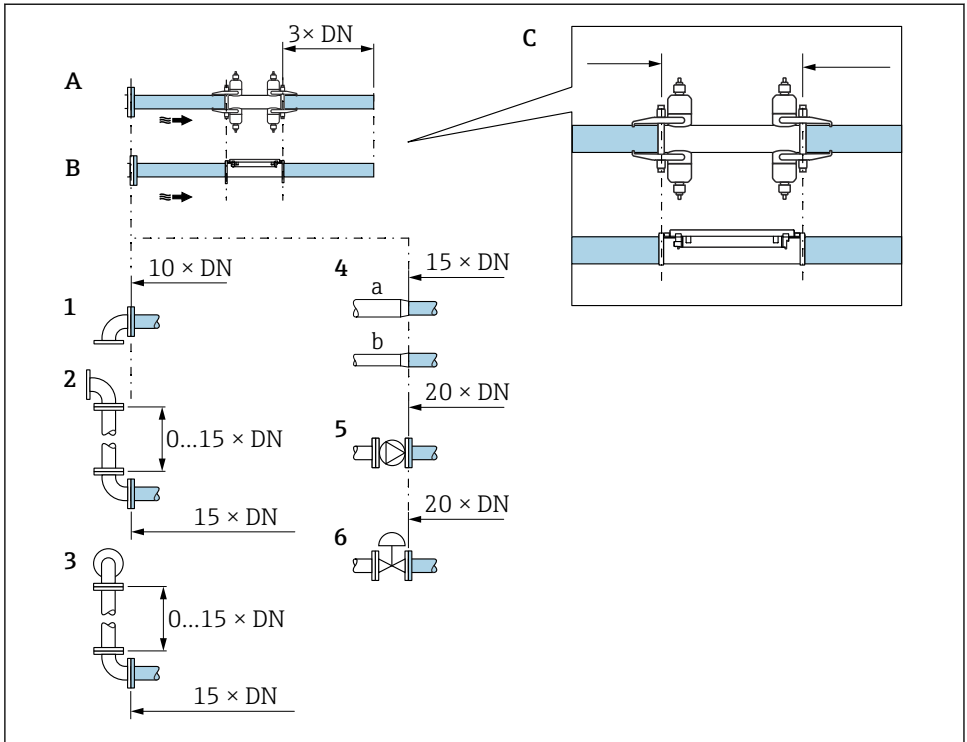 3× DN
C
A
B
10 × DN
4
15 × DN
a
1
b
2
20 × DN
0...15 × DN
5
15 × DN
20 × DN
6
3
0...15 × DN
15 × DN